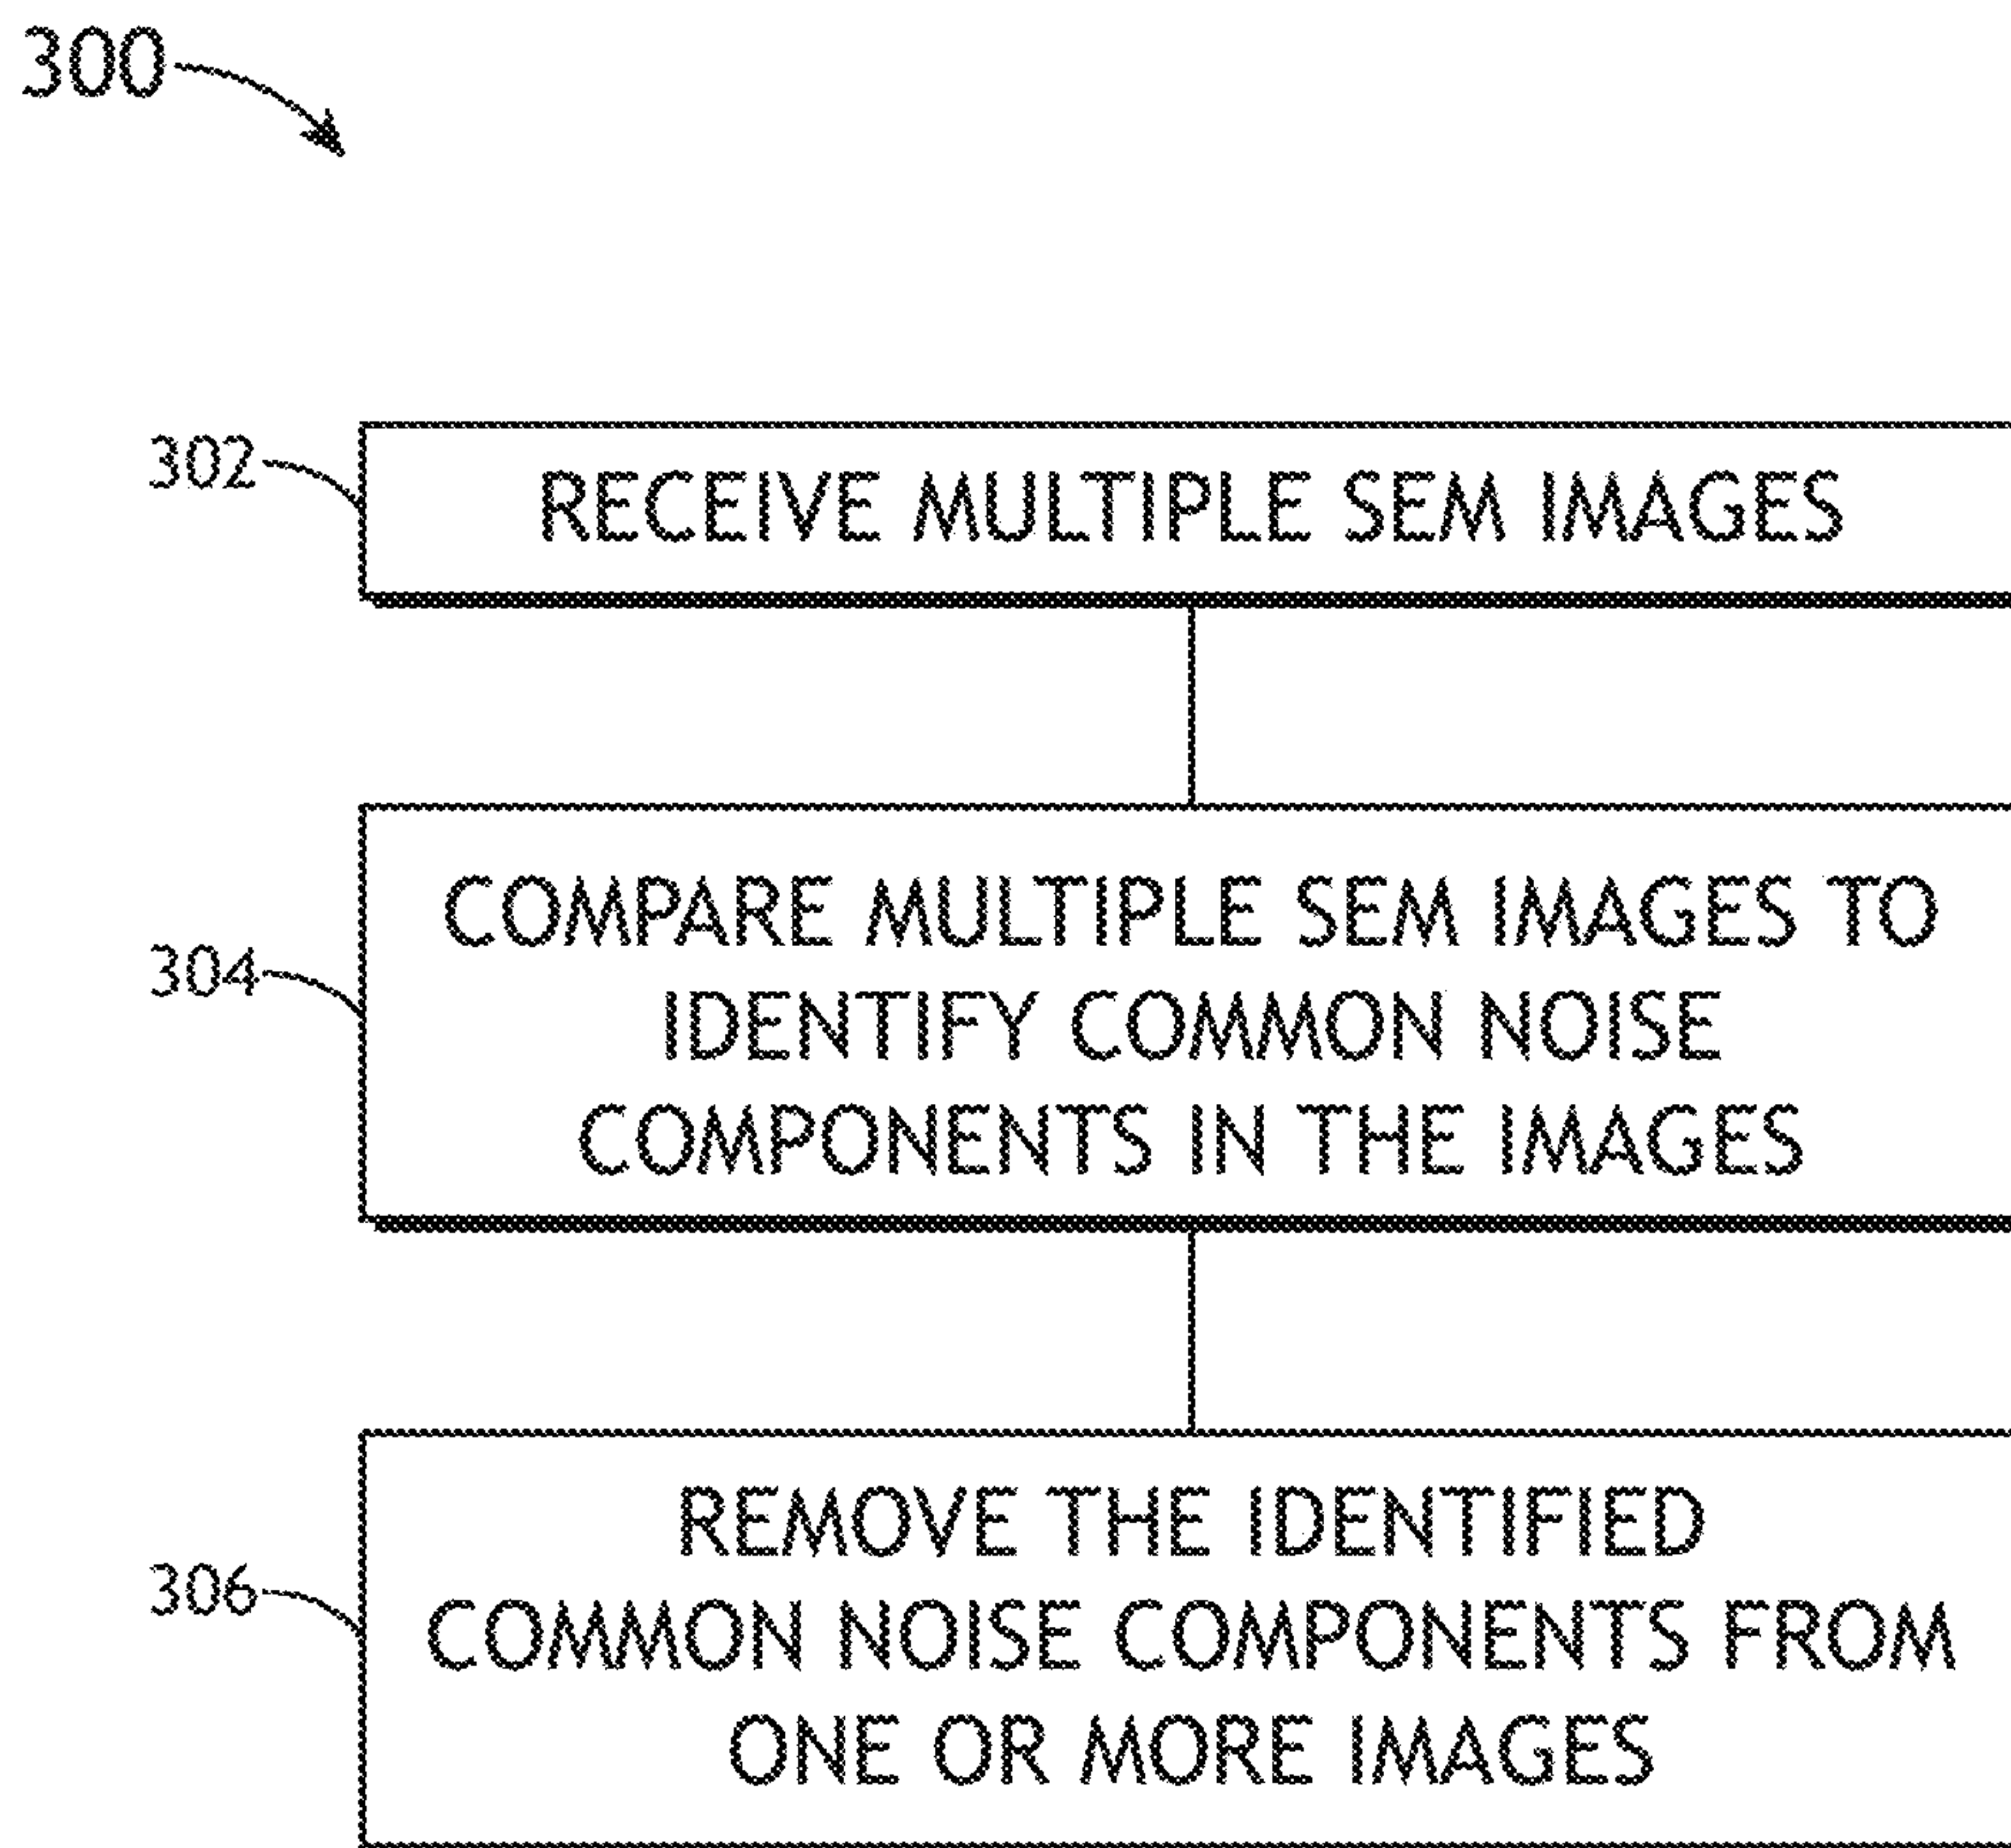 300
302
RECEIVE MULTIPLE SEM IMAGES
304
COMPARE MULTIPLE SEM IMAGES TO
IDENTIFY COMMON NOISE
COMPONENTS IN THE IMAGES
306
REMOVE THE IDENTIFIED
COMMON NOISE COMPONENTS FROM
ONE OR MORE IMAGES